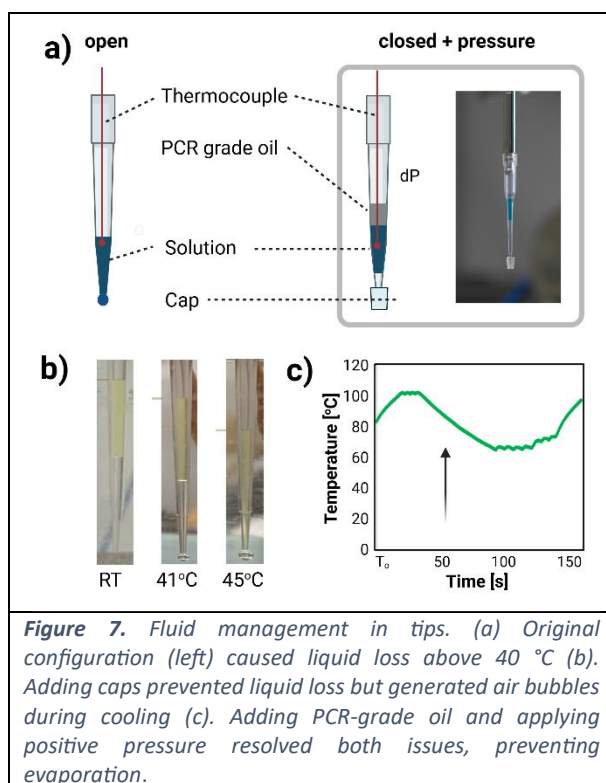 a)
open
closed + pressure
Thermocouple
PCR grade oil
dP
Solution
Cap
b)
RT
41°C
45°C
c)
Temperature [°C]
120
100
80
60
40
20
0
T₀
50
100
150
Time [s]
Figure 7. Fluid management in tips. (a) Original
configuration (left) caused liquid loss above 40 °C (b).
Adding caps prevented liquid loss but generated air bubbles
during cooling (c). Adding PCR-grade oil and applying
positive pressure resolved both issues, preventing
evaporation.